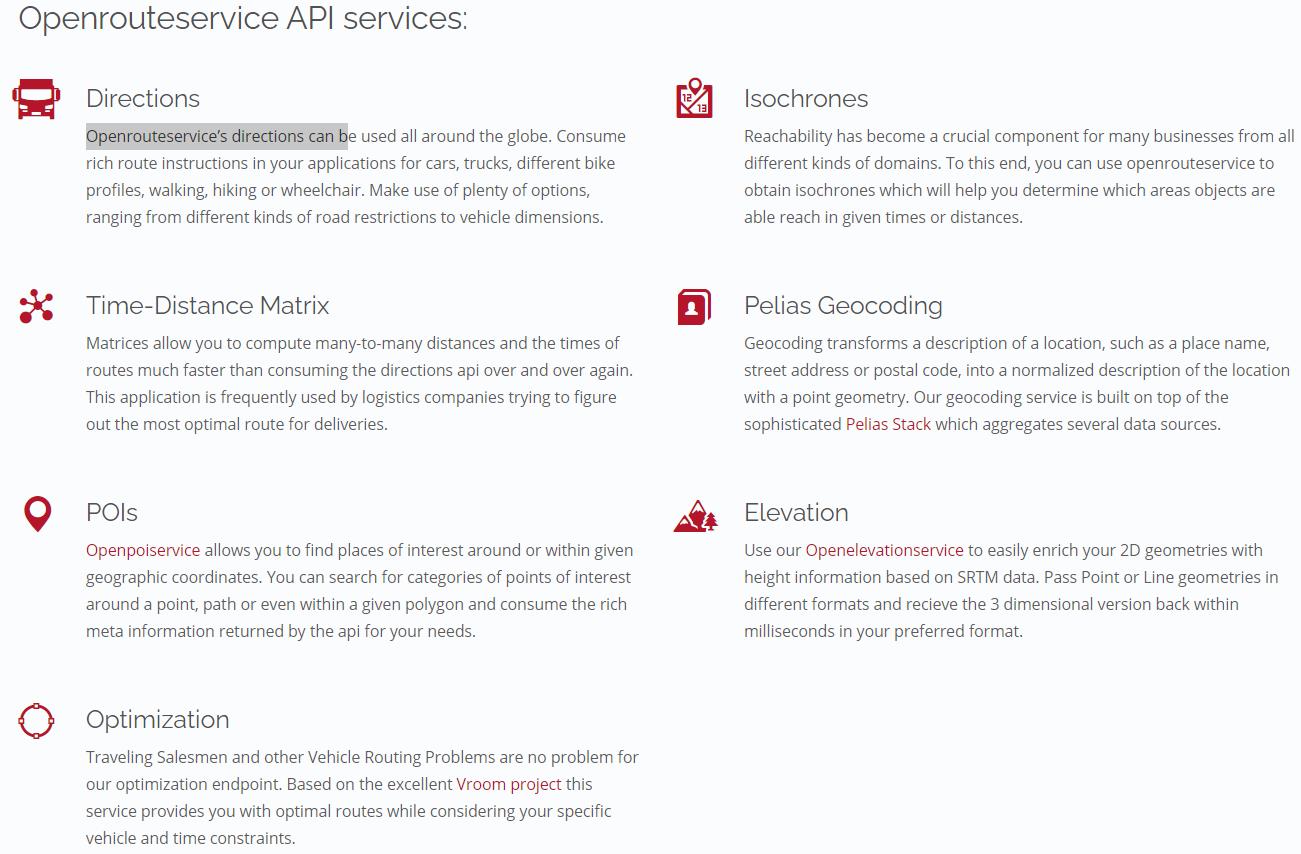 Openrouteservice API services:
Directions
Openrouteservice's directions can be used all around the globe. Consume
rich route instructions in your applications for cars, trucks, different bike
profiles, walking, hiking or wheelchair. Make use of plenty of options,
ranging from different kinds of road restrictions to vehicle dimensions.
12
13
Isochrones
Reachability has become a crucial component for many businesses from all
different kinds of domains. To this end, you can use openrouteservice to
obtain isochrones which will help you determine which areas objects are
able reach in given times or distances.
Time-Distance Matrix
Matrices allow you to compute many-to-many distances and the times of
routes much faster than consuming the directions api over and over again.
This application is frequently used by logistics companies trying to figure
out the most optimal route for deliveries.
Pelias Geocoding
Geocoding transforms a description of a location, such as a place name,
street address or postal code, into a normalized description of the location
with a point geometry. Our geocoding service is built on top of the
sophisticated Pelias Stack which aggregates several data sources.
POIs
Openpoiservice allows you to find places of interest around or within given
geographic coordinates. You can search for categories of points of interest
around a point, path or even within a given polygon and consume the rich
meta information returned by the api for your needs.
Elevation
Use our Openelevationservice to easily enrich your 2D geometries with
height information based on SRTM data. Pass Point or Line geometries in
different formats and recieve the 3 dimensional version back within
milliseconds in your preferred format.
Optimization
Traveling Salesmen and other Vehicle Routing Problems are no problem for
our optimization endpoint. Based on the excellent Vroom project this
service provides you with optimal routes while considering your specific
vehicle and time constraints.